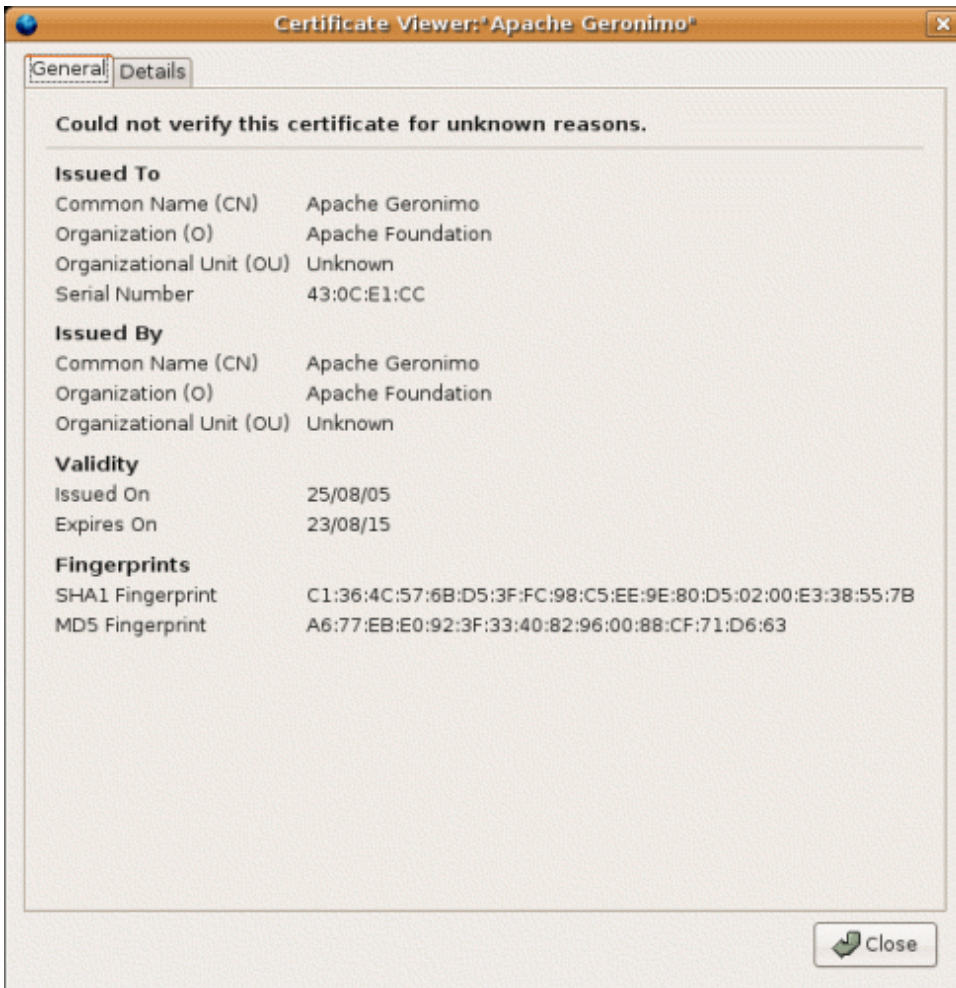 Certificate Viewer:"Apache Geronimo"
General Details
Could not verify this certificate for unknown reasons.
Issued To
Common Name (CN) Apache Geronimo
Organization (O) Apache Foundation
Organizational Unit (OU) Unknown
Serial Number 43:0C:E1:CC
Issued By
Common Name (CN) Apache Geronimo
Organization (O) Apache Foundation
Organizational Unit (OU) Unknown
Validity
Issued On 25/08/05
Expires On 23/08/15
Fingerprints
SHA1 Fingerprint C1:36:4C:57:6B:D5:3F:FC:98:C5:EE:9E:80:D5:02:00:E3:38:55:7B
MD5 Fingerprint A6:77:EB:E0:92:3F:33:40:82:96:00:88:CF:71:D6:63
Close